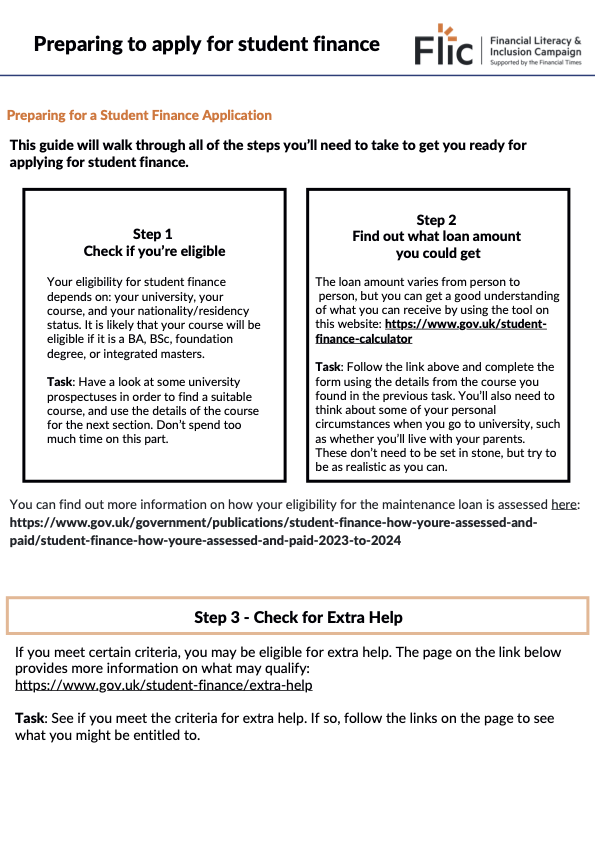 Preparing to apply for student finance
Flic
Financial Literacy &
Inclusion Campaign
Supported by the Financial Times
Preparing for a Student Finance Application
This guide will walk through all of the steps you'll need to take to get you ready for
applying for student finance.
Step 1
Check if you're eligible
Your eligibility for student finance
depends on: your university, your
course, and your nationality/residency
status. It is likely that your course will be
eligible if it is a BA, BSc, foundation
degree, or integrated masters.
Task: Have a look at some university
prospectuses in order to find a suitable
course, and use the details of the course
for the next section. Don't spend too
much time on this part.
Step 2
Find out what loan amount
you could get
The loan amount varies from person to
person, but you can get a good understanding
of what you can receive by using the tool on
this website: https://www.gov.uk/student-
finance-calculator
Task: Follow the link above and complete the
form using the details from the course you
found in the previous task. You'll also need to
think about some of your personal
circumstances when you go to university, such
as whether you'll live with your parents.
These don't need to be set in stone, but try to
be as realistic as you can.
You can find out more information on how your eligibility for the maintenance loan is assessed here:
https://www.gov.uk/government/publications/student-finance-how-youre-assessed-and-
paid/student-finance-how-youre-assessed-and-paid-2023-to-2024
Step 3 - Check for Extra Help
If you meet certain criteria, you may be eligible for extra help. The page on the link below
provides more information on what may qualify:
https://www.gov.uk/student-finance/extra-help
Task: See if you meet the criteria for extra help. If so, follow the links on the page to see
what you might be entitled to.